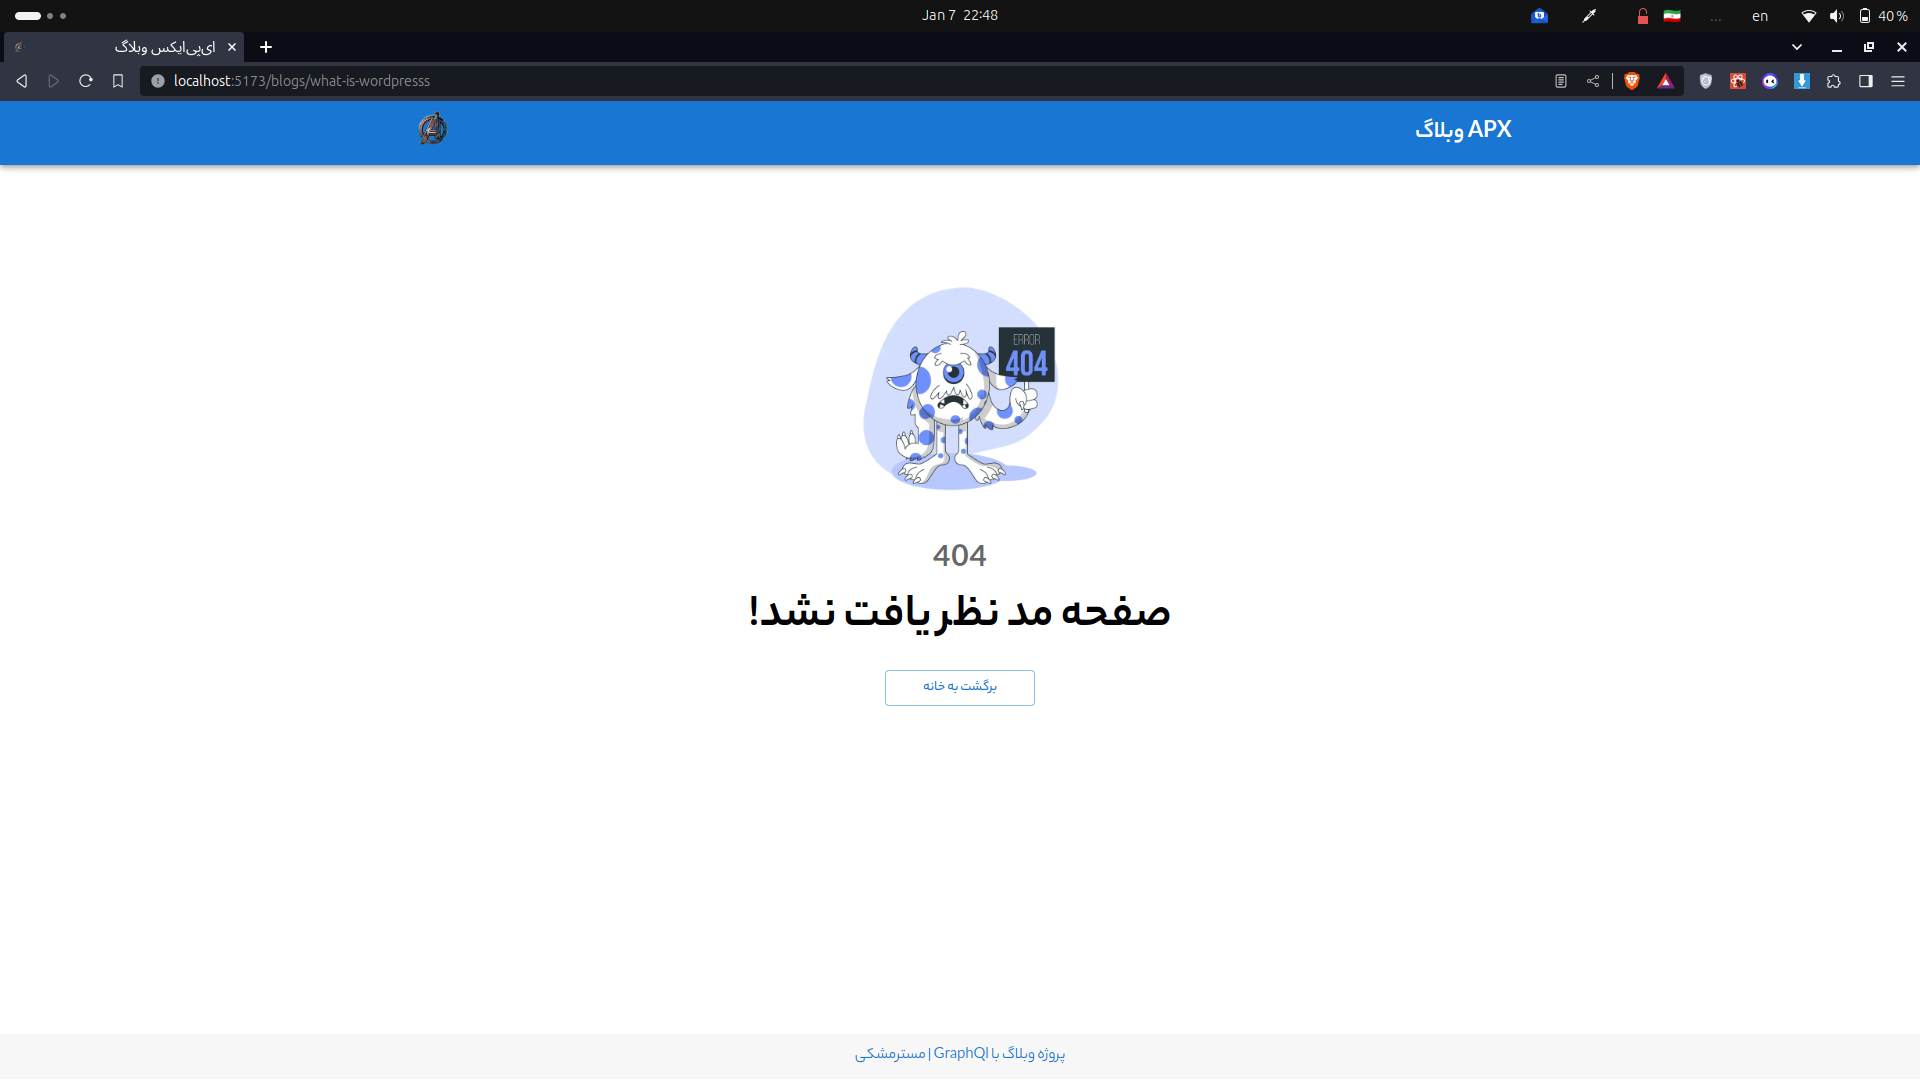 Jan 7 22:48
...
en
40 %
ای‌پی‌ایکس وبلاگ
localhost:5173/blogs/what-is-wordpresss
وبلاگ APX
ERROR
404
404
صفحه مد نظر یافت نشد!
برگشت به خانه
پروژه وبلاگ با GraphQl | مسترمشکی